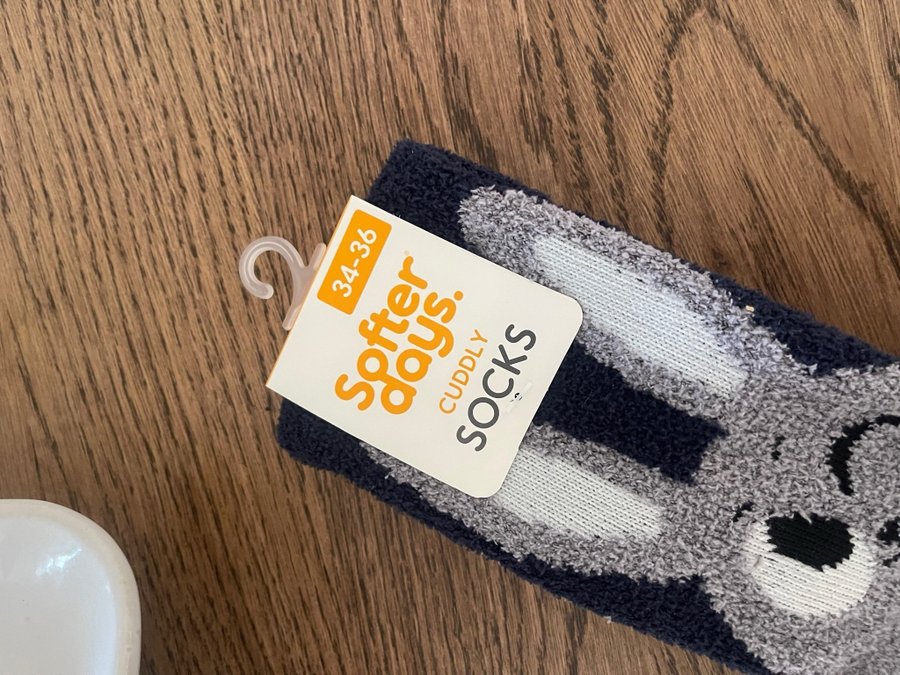 34-36
Softer
days.
CUDDLY
SOCKS